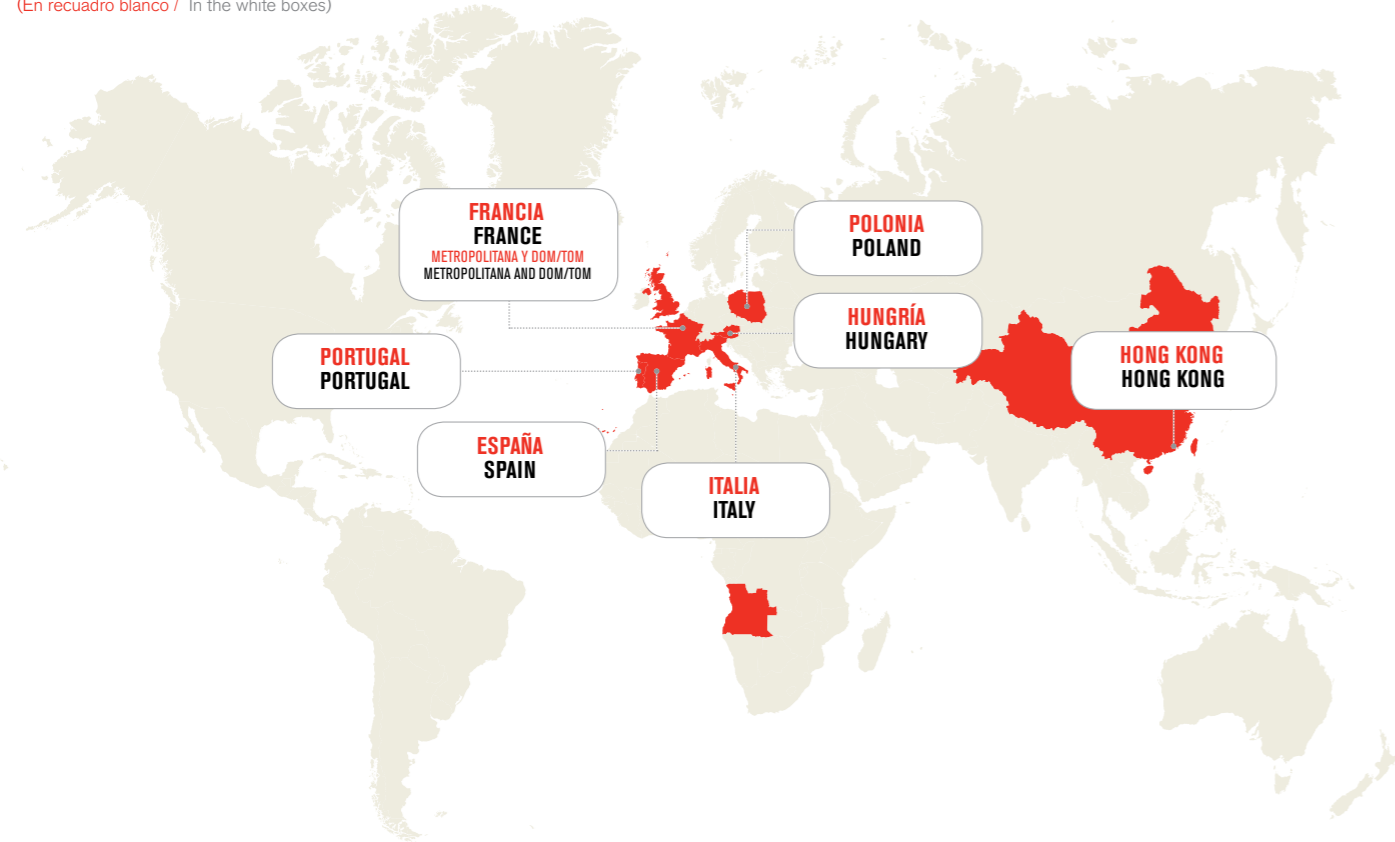 (En recuadro blanco / In the white boxes)
FRANCIA
FRANCE
METROPOLITANA Y DOM/TOM
METROPOLITANA AND DOM/TOM
POLONIA
POLAND
HUNGRÍA
HUNGARY
PORTUGAL
PORTUGAL
HONG KONG
HONG KONG
ESPAÑA
SPAIN
ITALIA
ITALY